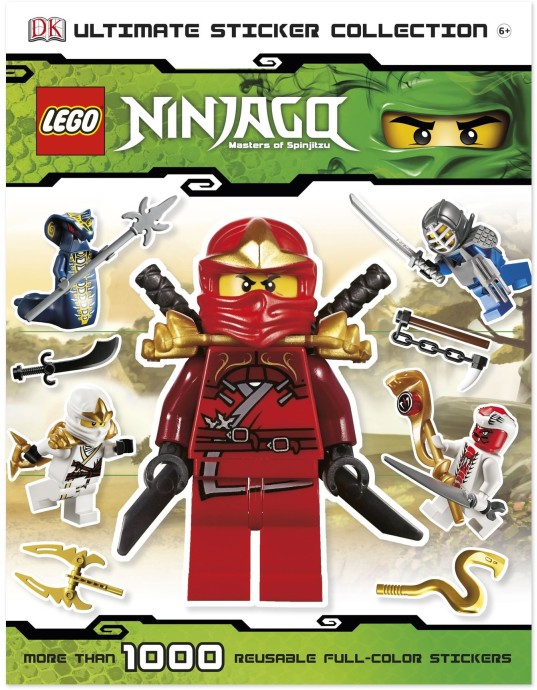 DK ULTIMATE STICKER COLLECTION 6+
LEGO NINJAGO
Masters of Spinjitzu
MORE THAN 1000 REUSABLE FULL-COLOR STICKERS